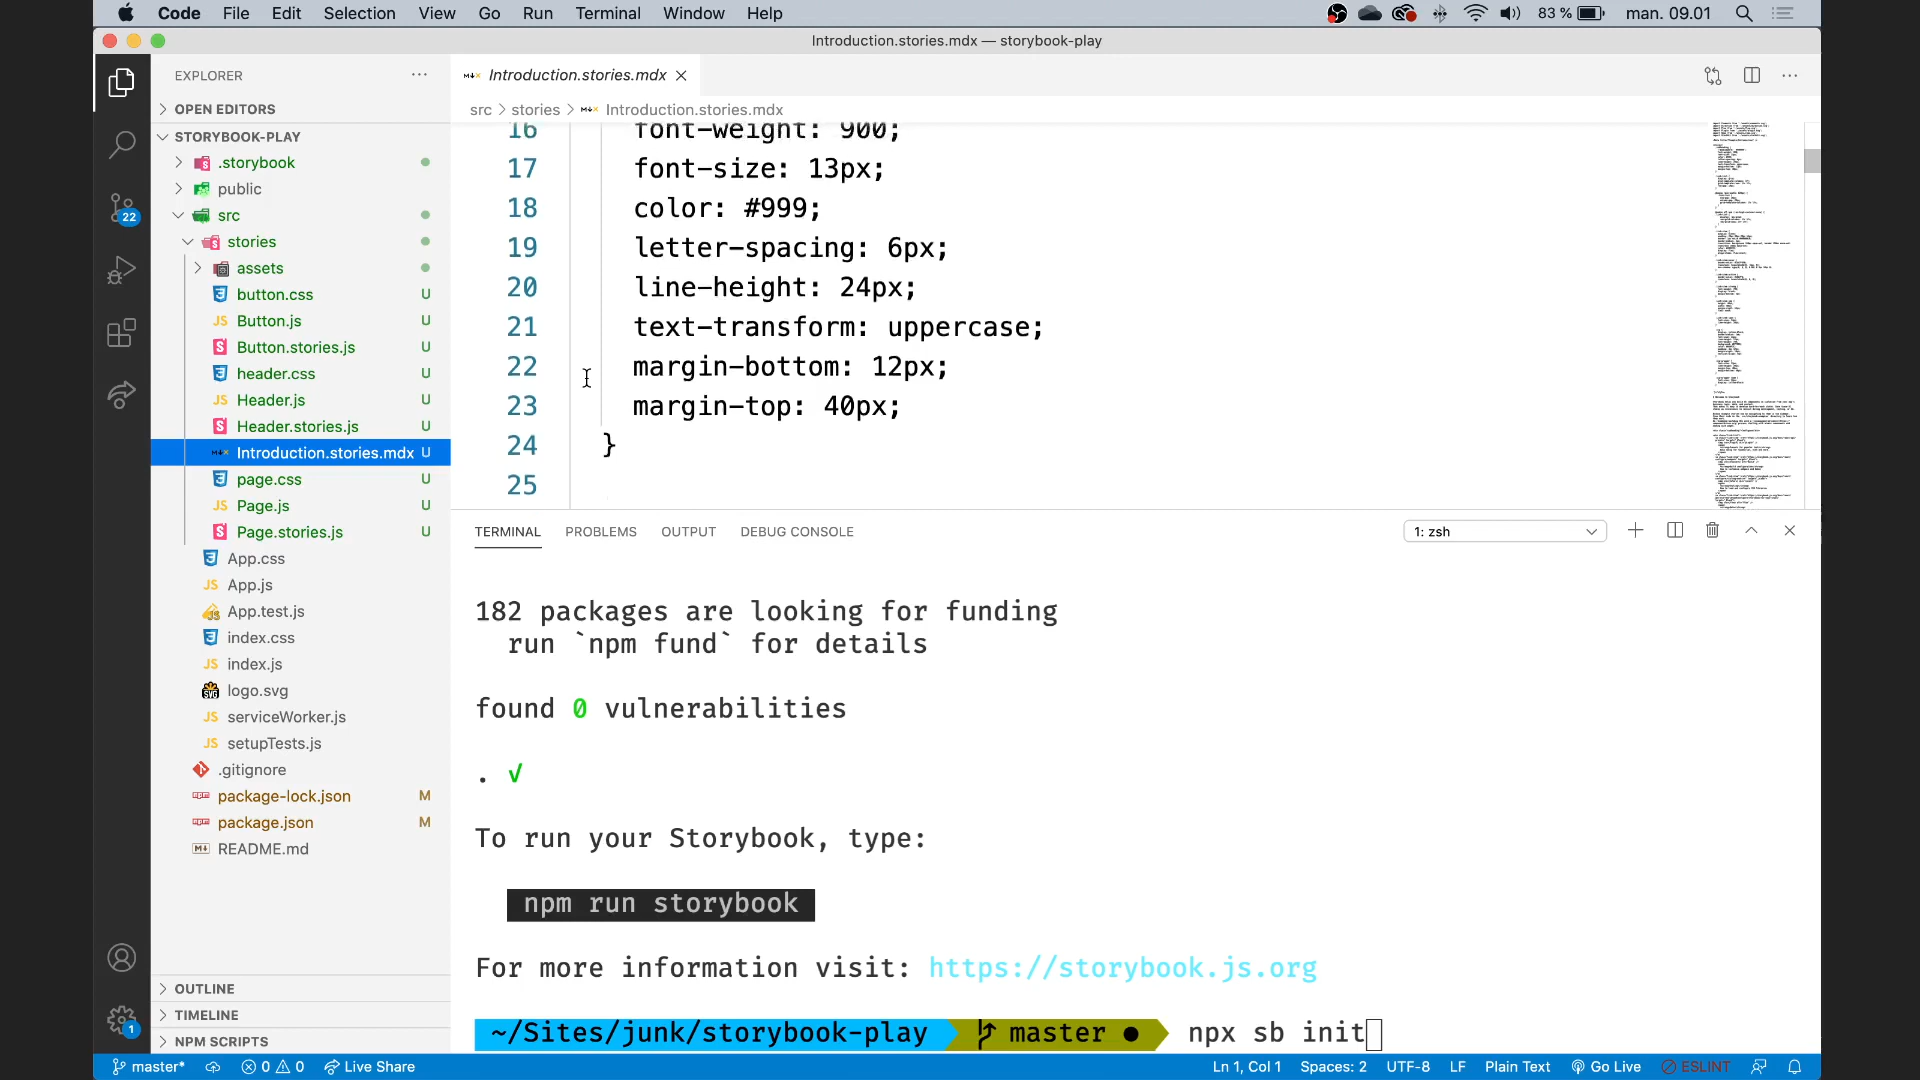 Code File Edit Selection View Go Run Terminal Window Help 83 % man. 09.01
Introduction.stories.mdx — storybook-play
EXPLORER
Introduction.stories.mdx
OPEN EDITORS
src stories Introduction.stories.mdx
STORYBOOK-PLAY
.storybook
public
src
stories
assets
button.css U
Button.js U
Button.stories.js U
header.css U
Header.js U
Header.stories.js U
Introduction.stories.mdx U
page.css U
Page.js U
Page.stories.js U
App.css
App.js
App.test.js
index.css
index.js
logo.svg
serviceWorker.js
setupTests.js
.gitignore
package-lock.json M
package.json M
README.md
OUTLINE
TIMELINE
NPM SCRIPTS
22
1
16 font-weight: 900;
17 font-size: 13px;
18 color: #999;
19 letter-spacing: 6px;
20 line-height: 24px;
21 text-transform: uppercase;
22 margin-bottom: 12px;
23 margin-top: 40px;
24 }
25
TERMINAL PROBLEMS OUTPUT DEBUG CONSOLE 1: zsh
182 packages are looking for funding
run `npm fund` for details
found 0 vulnerabilities
. √
To run your Storybook, type:
npm run storybook
For more information visit: https://storybook.js.org
~/Sites/junk/storybook-play master ● npx sb init
master* 0 0 Live Share Ln 1, Col 1 Spaces: 2 UTF-8 LF Plain Text Go Live ESLINT